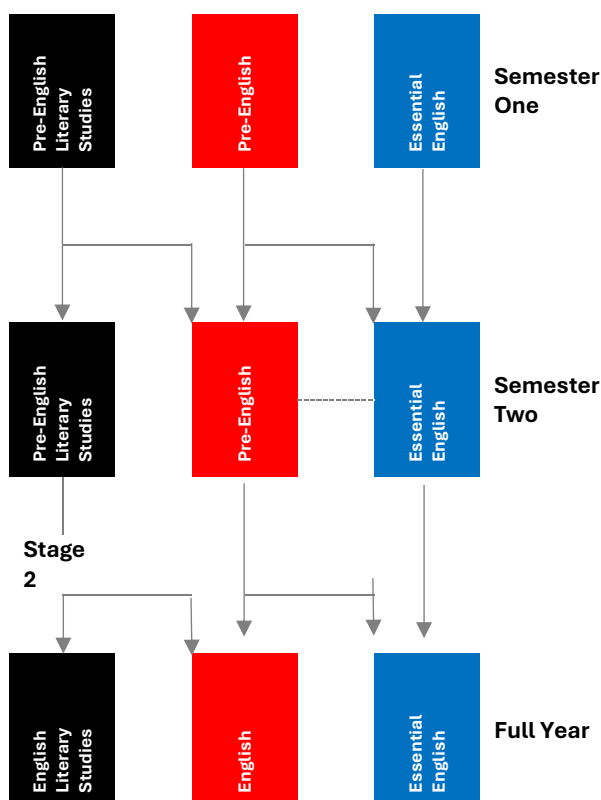 Pre-English
Literary
Studies
Pre-English
Essential
English
Semester
One
Pre-English
Literary
Studies
Pre-English
Essential
English
Semester
Two
Stage
2
English
Literary
Studies
English
Essential
English
Full Year